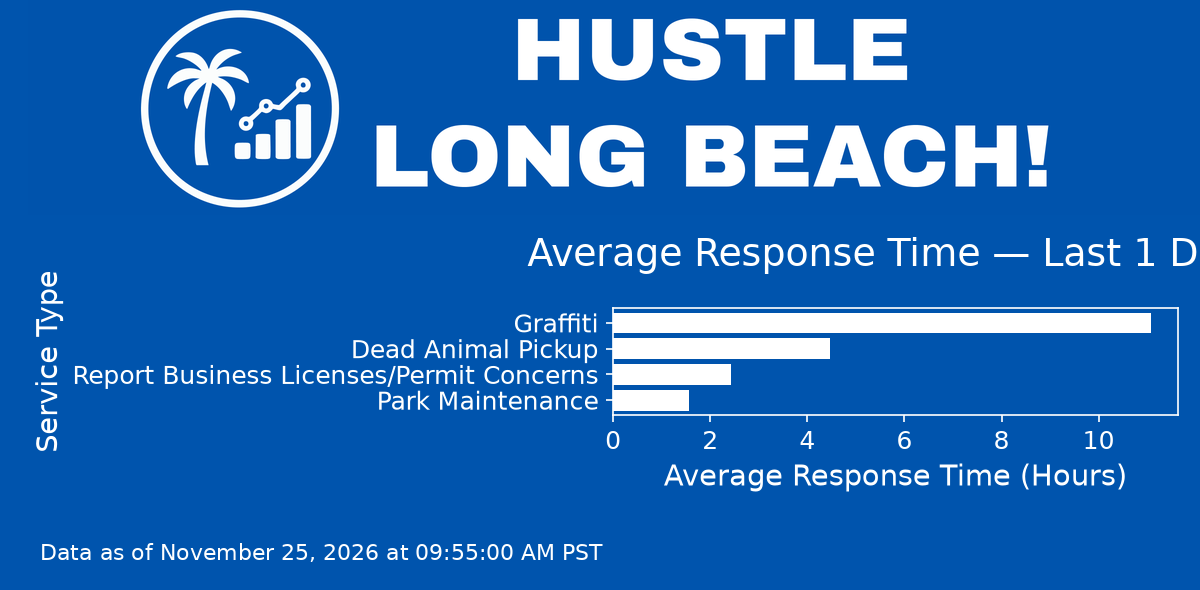 HUSTLE
LONG BEACH!
Average Response Time — Last 1 D
Service Type
Graffiti
Dead Animal Pickup
Report Business Licenses/Permit Concerns
Park Maintenance
0 2 4 6 8 10
Average Response Time (Hours)
Data as of November 25, 2026 at 09:55:00 AM PST